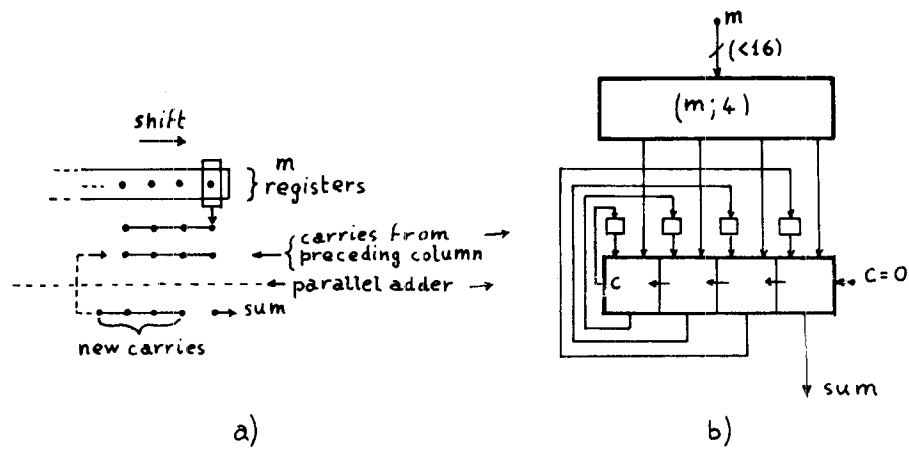 shift
m
registers
carries from
preceding column
parallel adder
sum
new carries
a)
m
(<16)
(m;4)
C
C=0
sum
b)